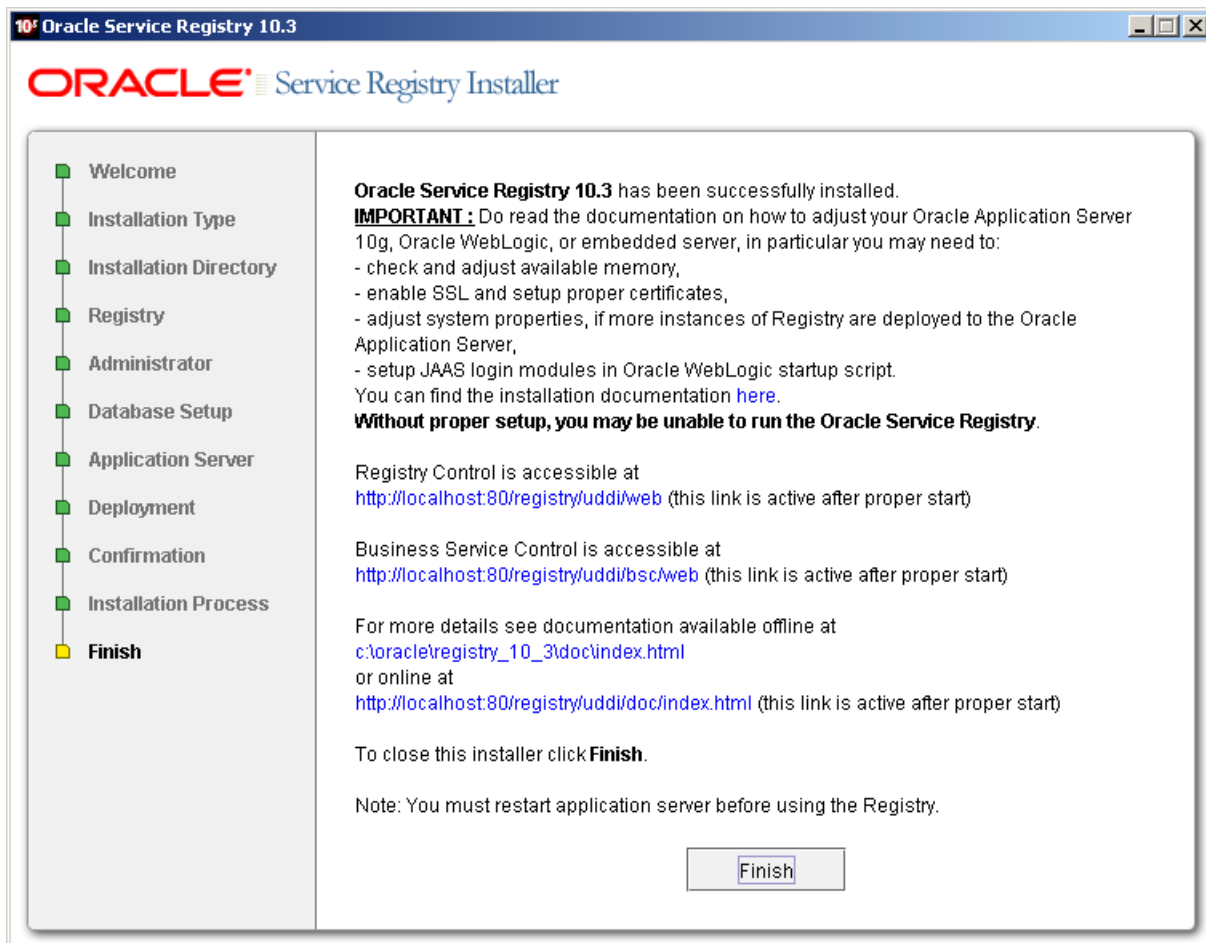 Oracle Service Registry 10.3
ORACLE Service Registry Installer
Welcome
Installation Type
Installation Directory
Registry
Administrator
Database Setup
Application Server
Deployment
Confirmation
Installation Process
Finish
Oracle Service Registry 10.3 has been successfully installed.
IMPORTANT : Do read the documentation on how to adjust your Oracle Application Server
10g, Oracle WebLogic, or embedded server, in particular you may need to:
- check and adjust available memory,
- enable SSL and setup proper certificates,
- adjust system properties, if more instances of Registry are deployed to the Oracle
Application Server,
- setup JAAS login modules in Oracle WebLogic startup script.
You can find the installation documentation here.
Without proper setup, you may be unable to run the Oracle Service Registry.
Registry Control is accessible at
http://localhost:80/registry/uddi/web (this link is active after proper start)
Business Service Control is accessible at
http://localhost:80/registry/uddi/bsc/web (this link is active after proper start)
For more details see documentation available offline at
c:\oracle\registry_10_3\doc\index.html
or online at
http://localhost:80/registry/uddi/doc/index.html (this link is active after proper start)
To close this installer click Finish.
Note: You must restart application server before using the Registry.
Finish